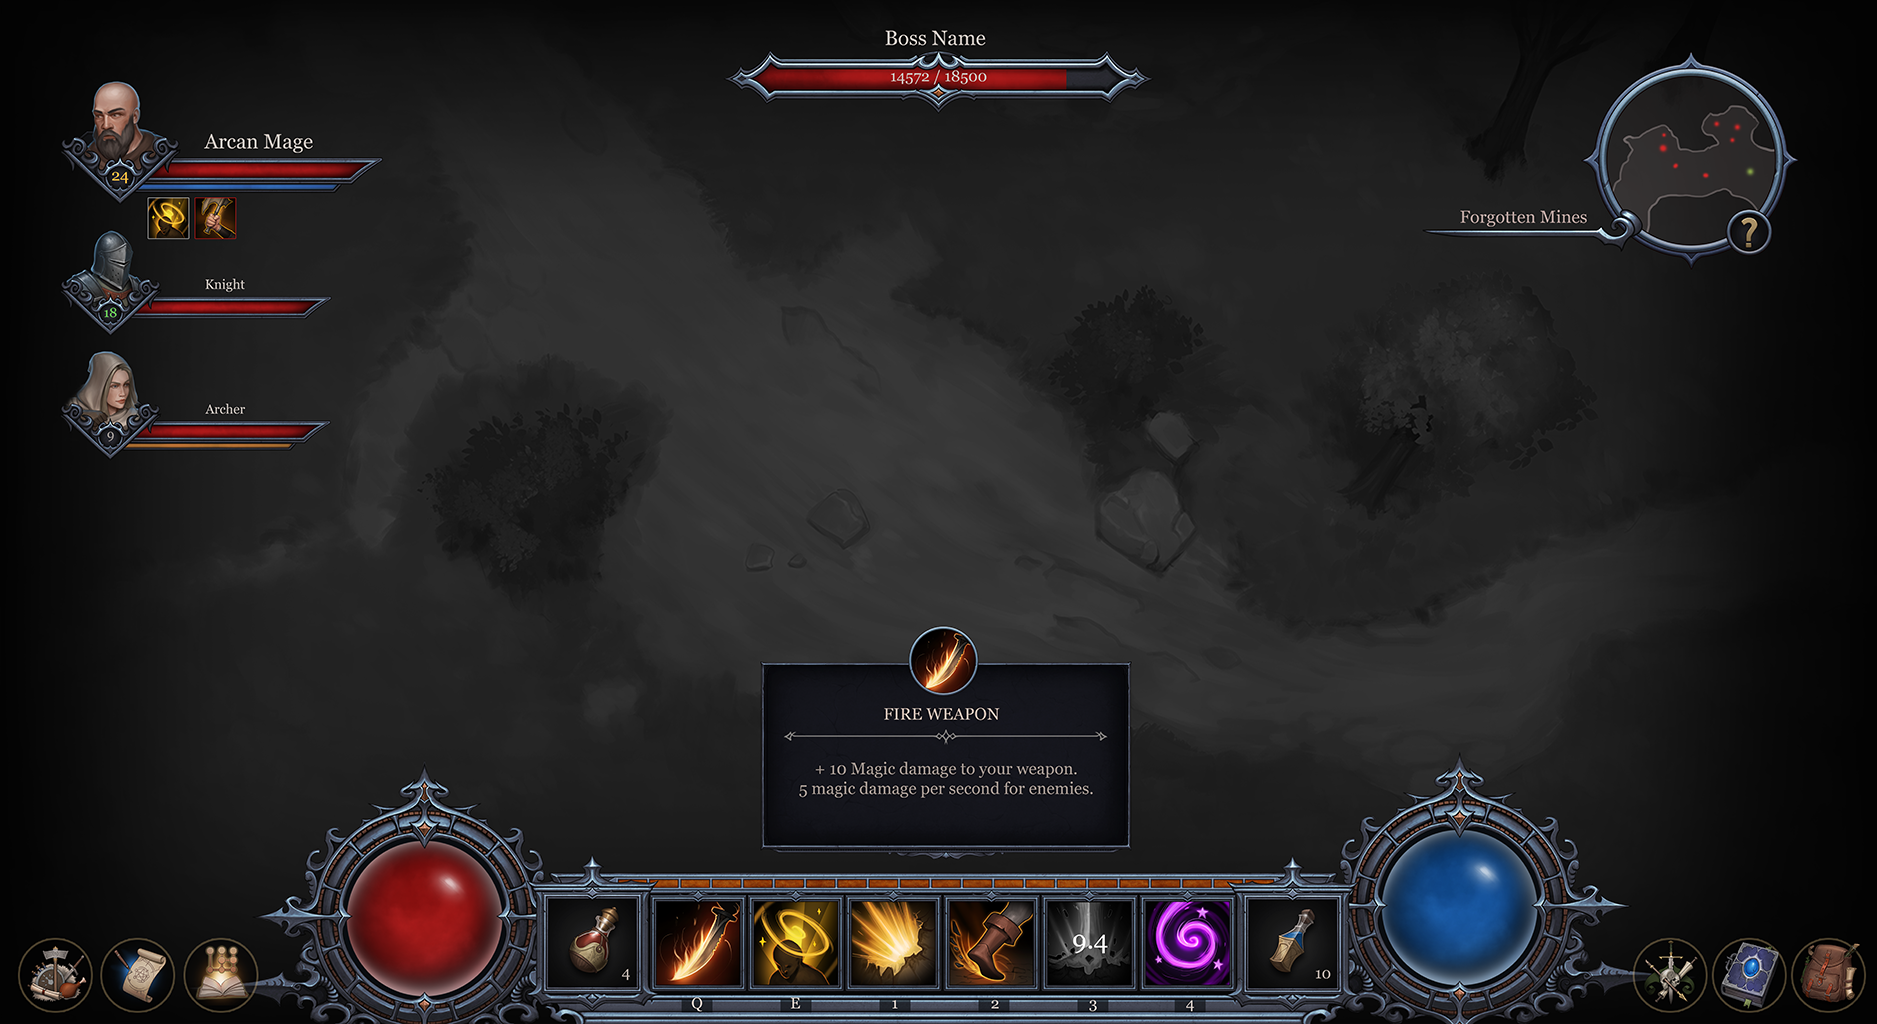 Boss Name
14572 / 18500
Arcan Mage
24
Forgotten Mines
?
Knight
18
Archer
9
FIRE WEAPON
+ 10 Magic damage to your weapon.
5 magic damage per second for enemies.
9.4
4
10
Q E 1 2 3 4